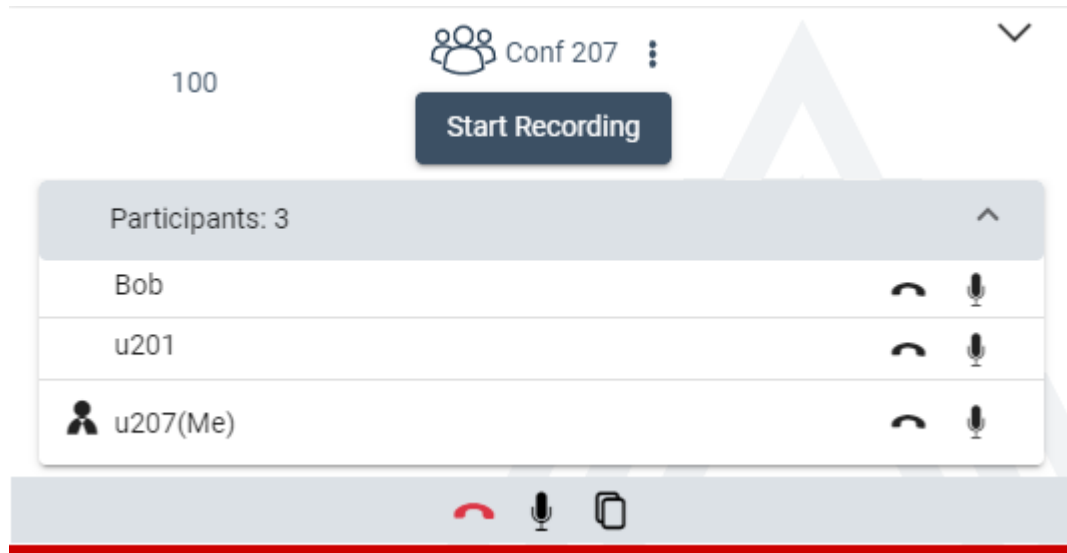 Conf 207
100
Start Recording
Participants: 3
Bob
u201
u207(Me)